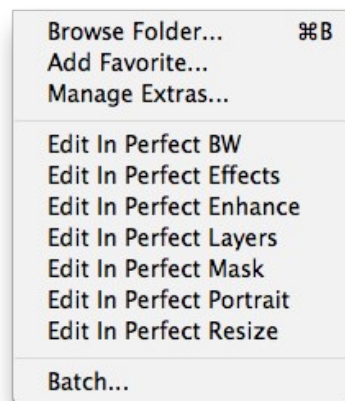 Browse Folder... ⌘B
Add Favorite...
Manage Extras...
Edit In Perfect BW
Edit In Perfect Effects
Edit In Perfect Enhance
Edit In Perfect Layers
Edit In Perfect Mask
Edit In Perfect Portrait
Edit In Perfect Resize
Batch...